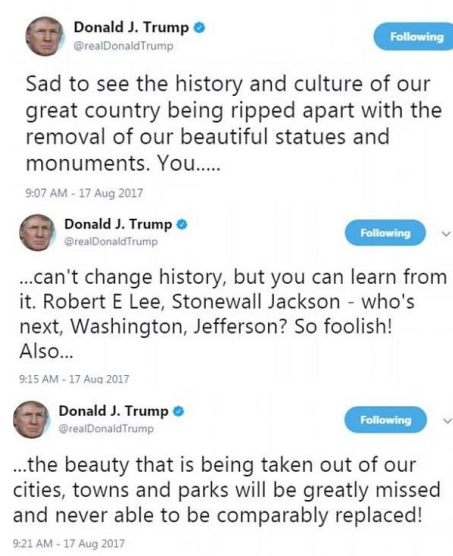 Donald J. Trump
@realDonaldTrump
Following
Sad to see the history and culture of our
great country being ripped apart with the
removal of our beautiful statues and
monuments. You.....
9:07 AM - 17 Aug 2017
Donald J. Trump
@realDonaldTrump
Following
...can't change history, but you can learn from
it. Robert E Lee, Stonewall Jackson - who's
next, Washington, Jefferson? So foolish!
Also...
9:15 AM - 17 Aug 2017
Donald J. Trump
@realDonaldTrump
Following
...the beauty that is being taken out of our
cities, towns and parks will be greatly missed
and never able to be comparably replaced!
9:21 AM - 17 Aug 2017